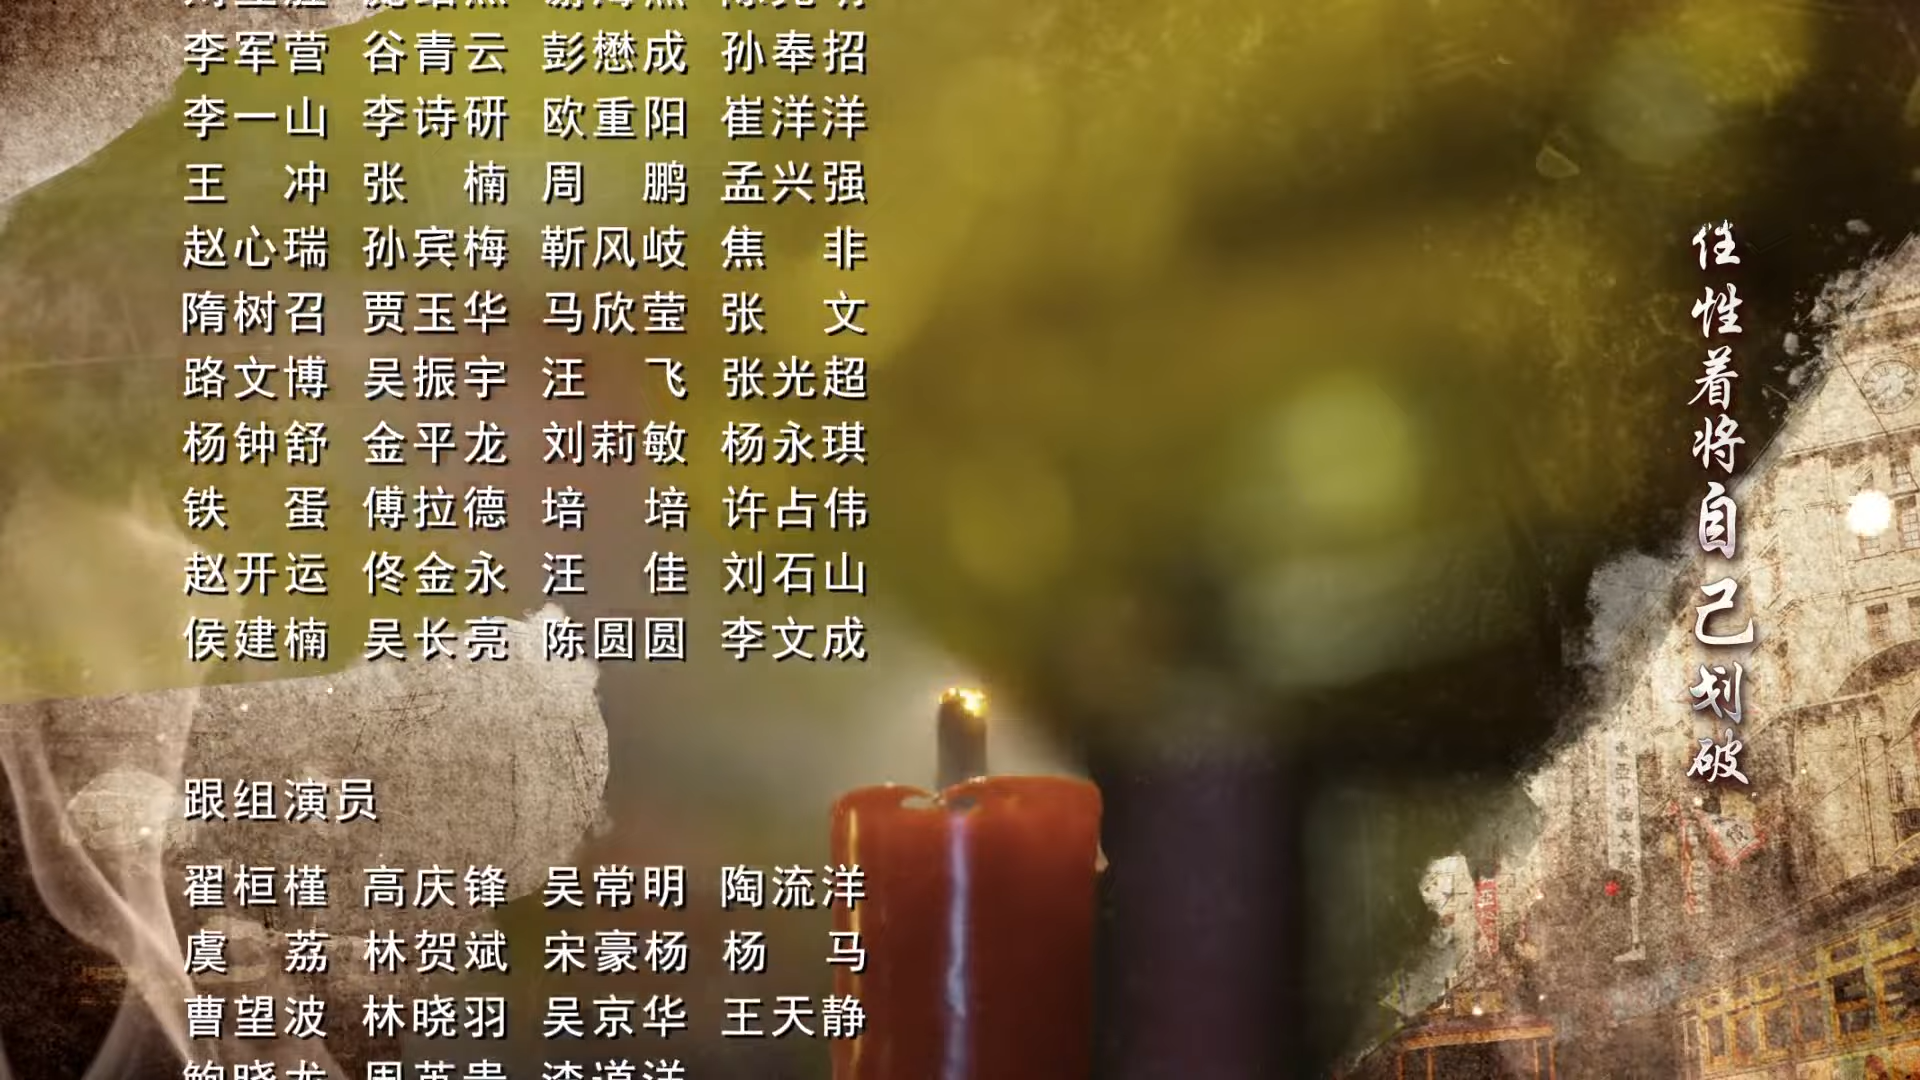 李军营 谷青云 彭懋成 孙奉招
李一山 李诗研 欧重阳 崔洋洋
王 冲 张 楠 周 鹏 孟兴强
赵心瑞 孙宾梅 靳风岐 焦 非
隋树召 贾玉华 马欣莹 张 文
路文博 吴振宇 汪 飞 张光超
杨钟舒 金平龙 刘莉敏 杨永琪
铁 蛋 傅拉德 培 培 许占伟
赵开运 佟金永 汪 佳 刘石山
侯建楠 吴长亮 陈圆圆 李文成
跟组演员
翟桓槿 高庆锋 吴常明 陶流洋
虞 荔 林贺斌 宋豪杨 杨 马
曹望波 林晓羽 吴京华 王天静
任性着将自己划破